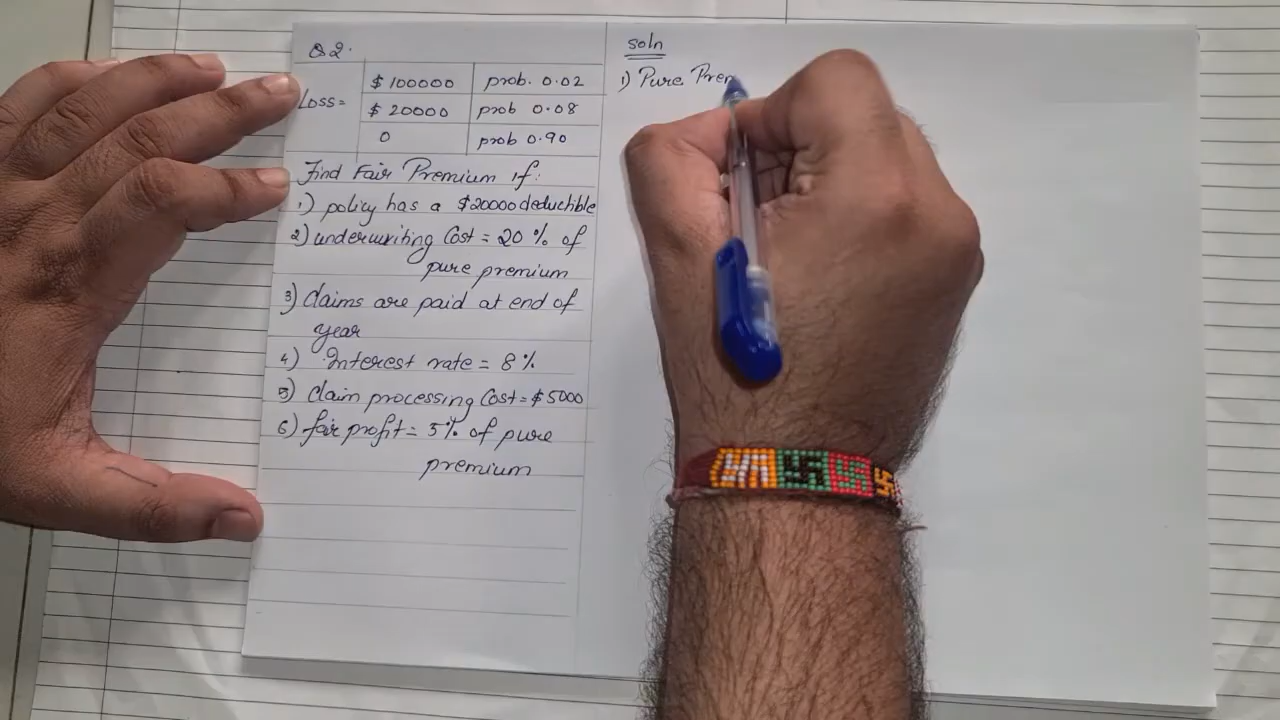 Q2.
Loss =
$ 100000 prob. 0.02
$ 20000 prob 0.08
0 prob 0.90
Find Fair Premium if:
1) policy has a $20000 deductible
2) underwriting Cost = 20 % of
pure premium
3) Claims are paid at end of
year
4) Interest rate = 8 %
5) Claim processing Cost = $ 5000
6) fair profit = 5% of pure
premium
soln
1) Pure Prem